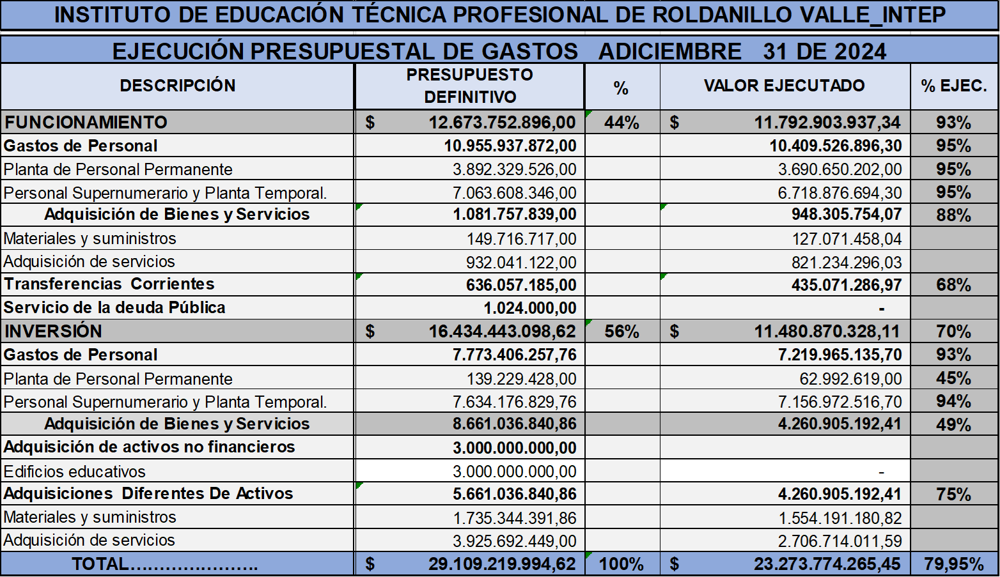 INSTITUTO DE EDUCACIÓN TÉCNICA PROFESIONAL DE ROLDANILLO VALLE_INTEP
EJECUCIÓN PRESUPUESTAL DE GASTOS ADICIEMBRE 31 DE 2024
DESCRIPCIÓN PRESUPUESTO DEFINITIVO % VALOR EJECUTADO % EJEC.
FUNCIONAMIENTO $ 12.673.752.896,00 44% $ 11.792.903.937,34 93%
Gastos de Personal 10.955.937.872,00 10.409.526.896,30 95%
Planta de Personal Permanente 3.892.329.526,00 3.690.650.202,00 95%
Personal Supernumerario y Planta Temporal. 7.063.608.346,00 6.718.876.694,30 95%
Adquisición de Bienes y Servicios 1.081.757.839,00 948.305.754,07 88%
Materiales y suministros 149.716.717,00 127.071.458,04
Adquisición de servicios 932.041.122,00 821.234.296,03
Transferencias Corrientes 636.057.185,00 435.071.286,97 68%
Servicio de la deuda Pública 1.024.000,00 -
INVERSIÓN $ 16.434.443.098,62 56% $ 11.480.870.328,11 70%
Gastos de Personal 7.773.406.257,76 7.219.965.135,70 93%
Planta de Personal Permanente 139.229.428,00 62.992.619,00 45%
Personal Supernumerario y Planta Temporal. 7.634.176.829,76 7.156.972.516,70 94%
Adquisición de Bienes y Servicios 8.661.036.840,86 4.260.905.192,41 49%
Adquisición de activos no financieros 3.000.000.000,00
Edificios educativos 3.000.000.000,00 -
Adquisiciones Diferentes De Activos 5.661.036.840,86 4.260.905.192,41 75%
Materiales y suministros 1.735.344.391,86 1.554.191.180,82
Adquisición de servicios 3.925.692.449,00 2.706.714.011,59
TOTAL…………………. $ 29.109.219.994,62 100% $ 23.273.774.265,45 79,95%